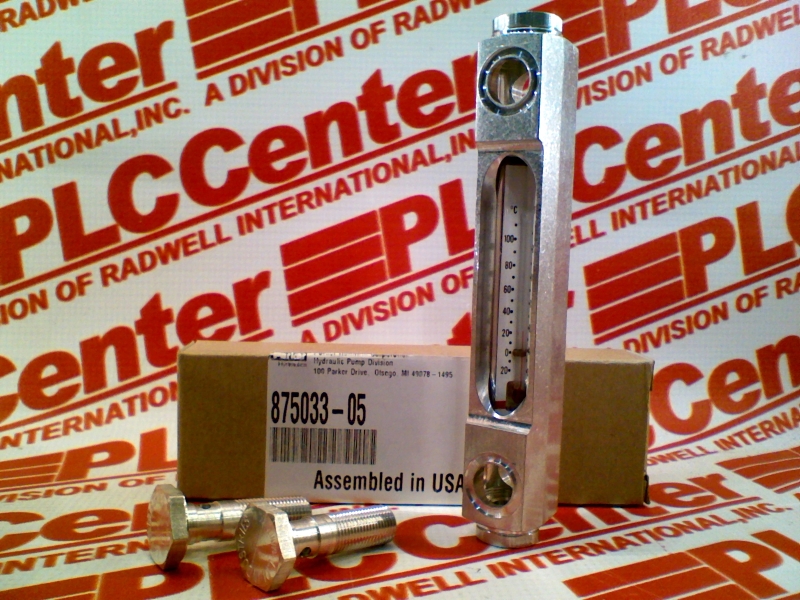 PLCCenter
A DIVISION OF RADWELL INTERNATIONAL, INC.
°C
100
80
60
40
20
0
20
Parker
Hydraulic Pump Division
100 Parker Drive, Otsego, MI 49078-1495
875033-05
Assembled in USA